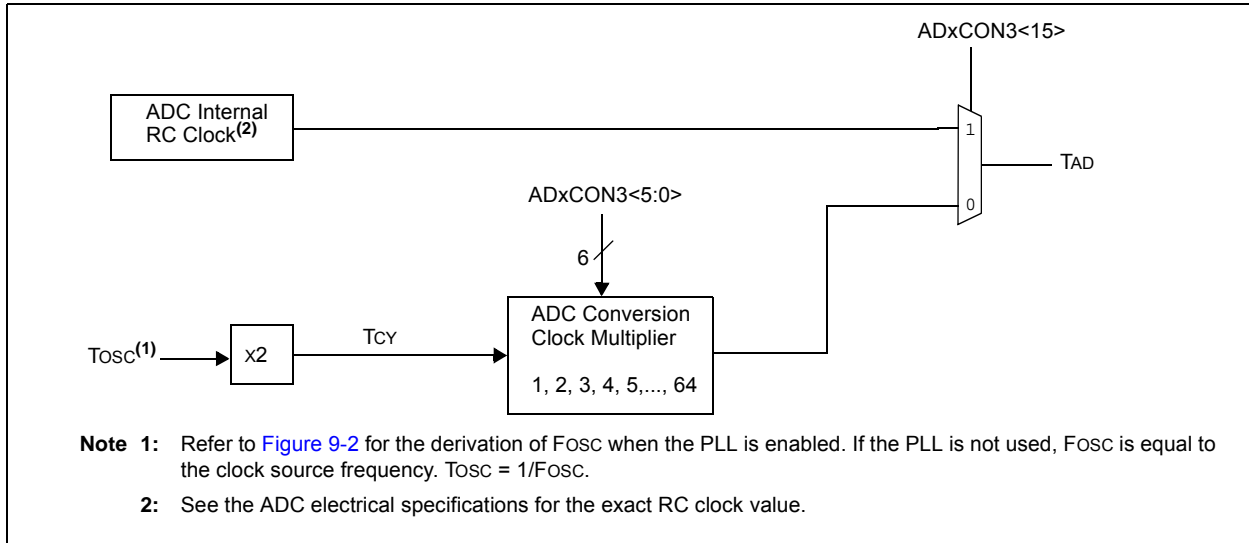 ADxCON3<15>
ADC Internal
RC Clock(2)
1
TAD
ADxCON3<5:0>
0
6
ADC Conversion
Clock Multiplier
1, 2, 3, 4, 5,..., 64
TOSC(1)
x2
TCY
Note 1: Refer to Figure 9-2 for the derivation of FOSC when the PLL is enabled. If the PLL is not used, FOSC is equal to
the clock source frequency. TOSC = 1/FOSC.
2: See the ADC electrical specifications for the exact RC clock value.